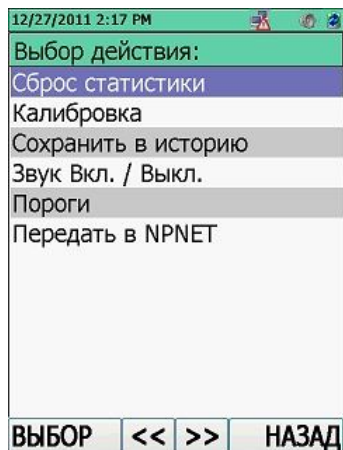 12/27/2011 2:17 PM
Выбор действия:
Сброс статистики
Калибровка
Сохранить в историю
Звук Вкл. / Выкл.
Пороги
Передать в NPNET
ВЫБОР << >> НАЗАД